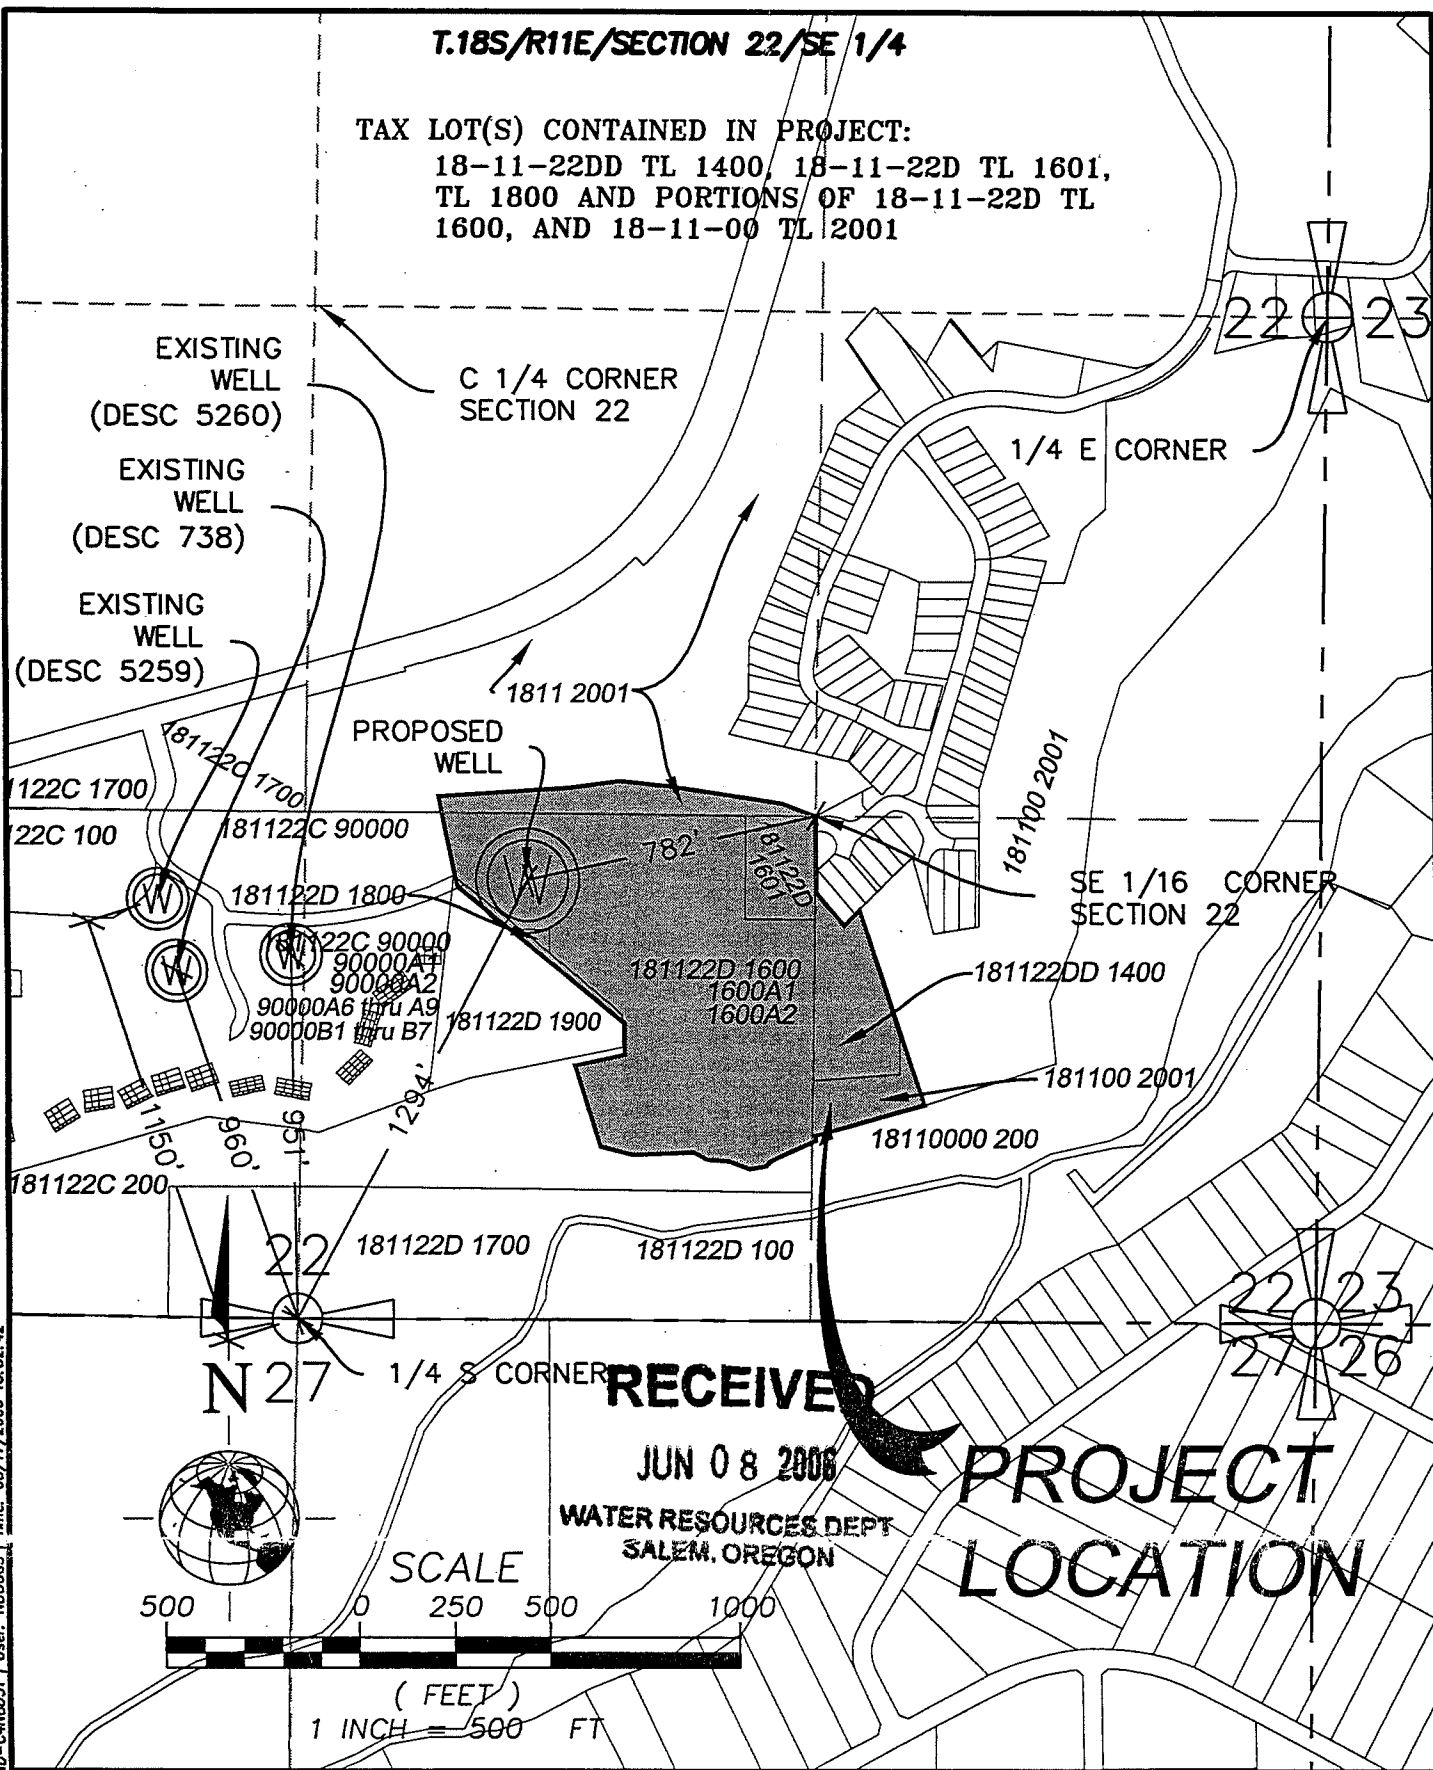 T.18S/R11E/SECTION 22/SE 1/4
TAX LOT(S) CONTAINED IN PROJECT:
18-11-22DD TL 1400, 18-11-22D TL 1601,
TL 1800 AND PORTIONS OF 18-11-22D TL
1600, AND 18-11-00 TL 2001
22 23
EXISTING
WELL
(DESC 5260)
C 1/4 CORNER
SECTION 22
1/4 E CORNER
EXISTING
WELL
(DESC 738)
EXISTING
WELL
(DESC 5259)
1811 2001
PROPOSED
WELL
181122C 1700
1122C 1700
181100 2001
22C 100
181122C 90000
782'
81122D
1601
W
W
W
W
SE 1/16 CORNER
SECTION 22
181122D 1800
181122C 90000
90000A1
90000A2
90000A6 thru A9
90000B1 thru B7
181122D 1900
181122D 1600
1600A1
1600A2
181122DD 1400
181100 2001
18110000 200
1150'
960'
951'
1294'
181122C 200
181122D 1700
181122D 100
22
27
N
1/4 S CORNER
22 23
27 26
RECEIVED
JUN 08 2006
WATER RESOURCES DEPT
SALEM, OREGON
PROJECT
LOCATION
SCALE
500 0 250 500 1000
( FEET )
1 INCH = 500 FT